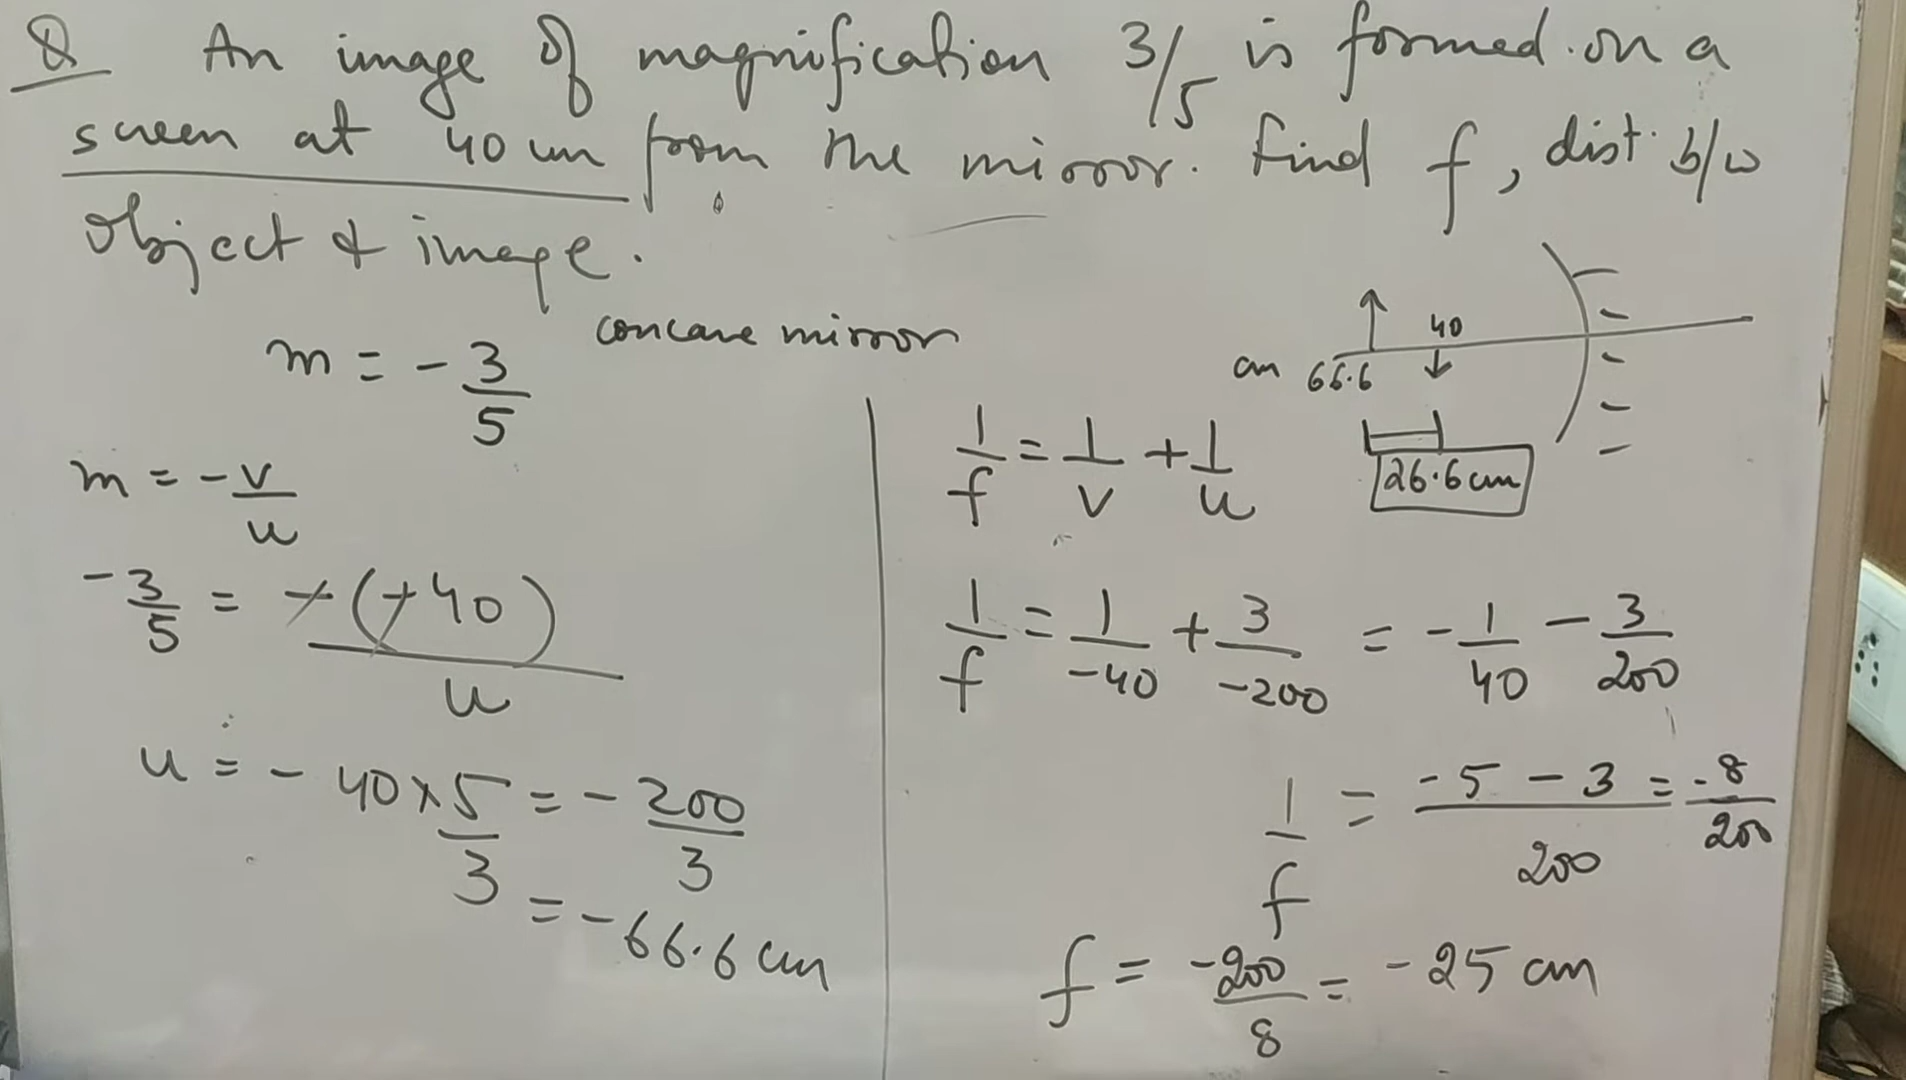 Q An image of magnification 3/5 is formed on a
screen at 40 cm from the mirror. Find f, dist. b/w
object & image.
m = -3/5
concave mirror
m = -v/u
-3/5 = -(-40)/u
u = -40×5/3 = -200/3
= -66.6 cm
40
cm 66.6
26.6 cm
1/f = 1/v + 1/u
1/f = 1/-40 + 3/-200 = -1/40 - 3/200
1/f = -5 - 3/200 = -8/200
f = -200/8 = -25 cm